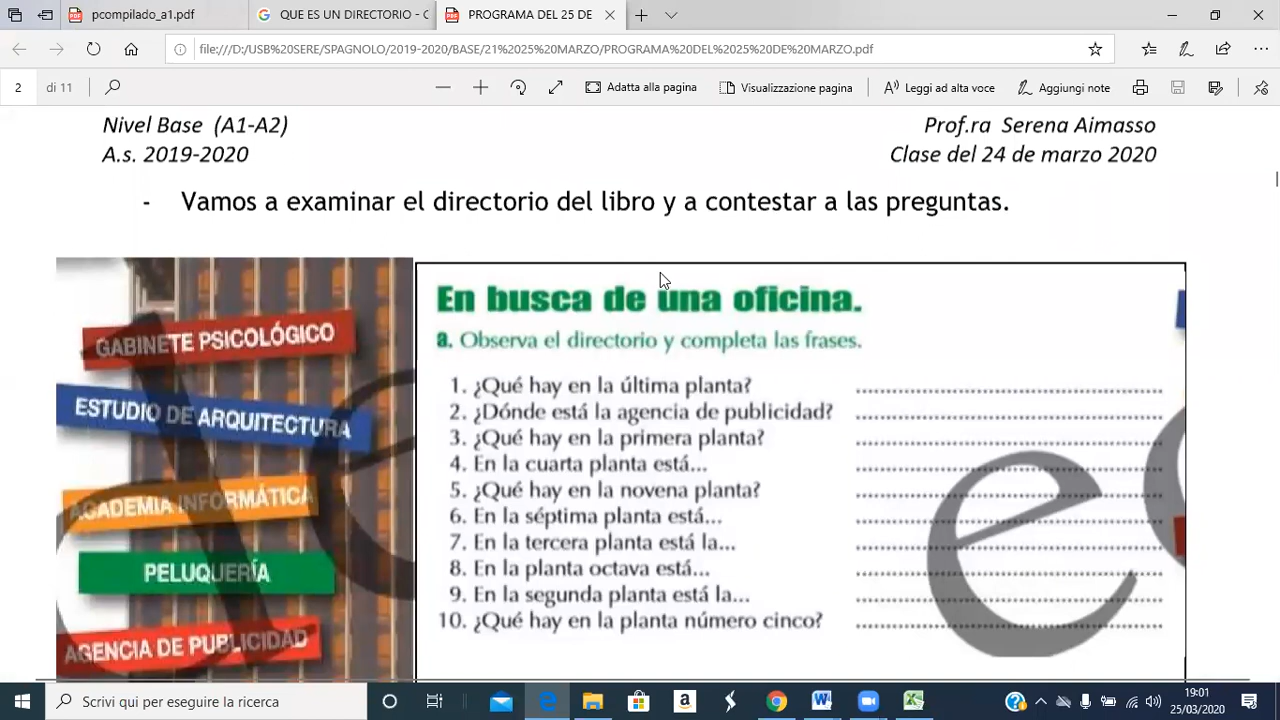 pcompilado_a1.pdf
QUE ES UN DIRECTORIO - C
PROGRAMA DEL 25 DE
file:///D:/USB%20SERE/SPAGNOLO/2019-2020/BASE/21%2025%20MARZO/PROGRAMA%20DEL%2025%20DE%20MARZO.pdf
2 di 11
Adatta alla pagina
Visualizzazione pagina
Leggi ad alta voce
Aggiungi note
Nivel Base (A1-A2)
Prof.ra Serena Aimasso
A.s. 2019-2020
Clase del 24 de marzo 2020
- Vamos a examinar el directorio del libro y a contestar a las preguntas.
GABINETE PSICOLÓGICO
ESTUDIO DE ARQUITECTURA
ACADEMIA INFORMÁTICA
PELUQUERÍA
AGENCIA DE PUBLICIDAD
En busca de una oficina.
a. Observa el directorio y completa las frases.
1. ¿Qué hay en la última planta?
2. ¿Dónde está la agencia de publicidad?
3. ¿Qué hay en la primera planta?
4. En la cuarta planta está...
5. ¿Qué hay en la novena planta?
6. En la séptima planta está...
7. En la tercera planta está la...
8. En la planta octava está...
9. En la segunda planta está la...
10. ¿Qué hay en la planta número cinco?
Scrivi qui per eseguire la ricerca
19:01
25/03/2020